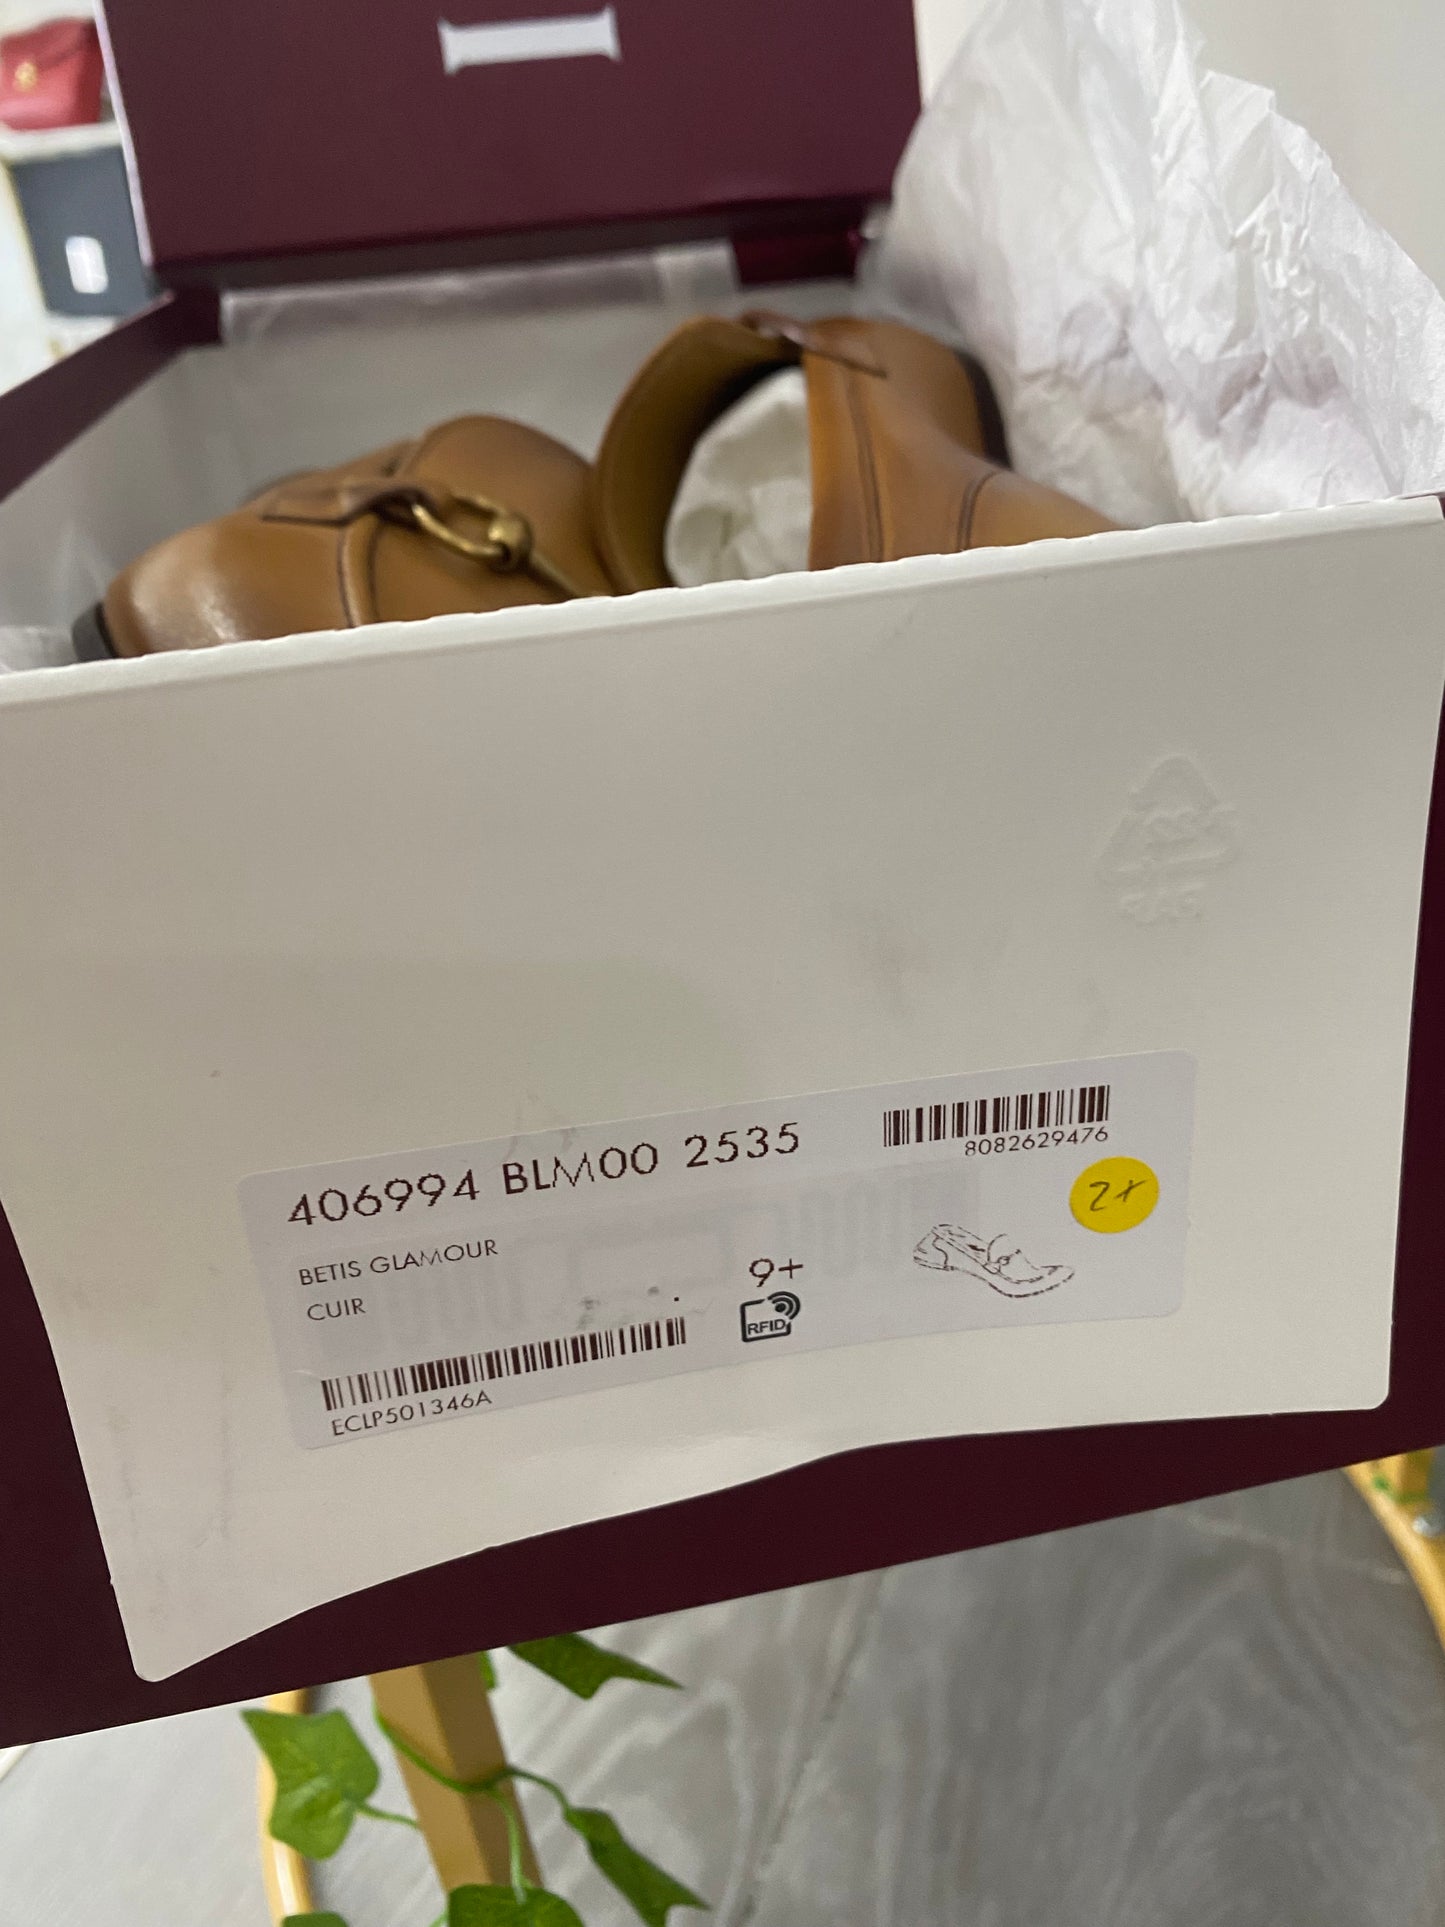 406994 BLM00 2535
8082629476
2+
BETIS GLAMOUR
CUIR
9+
RFID
ECLP501346A